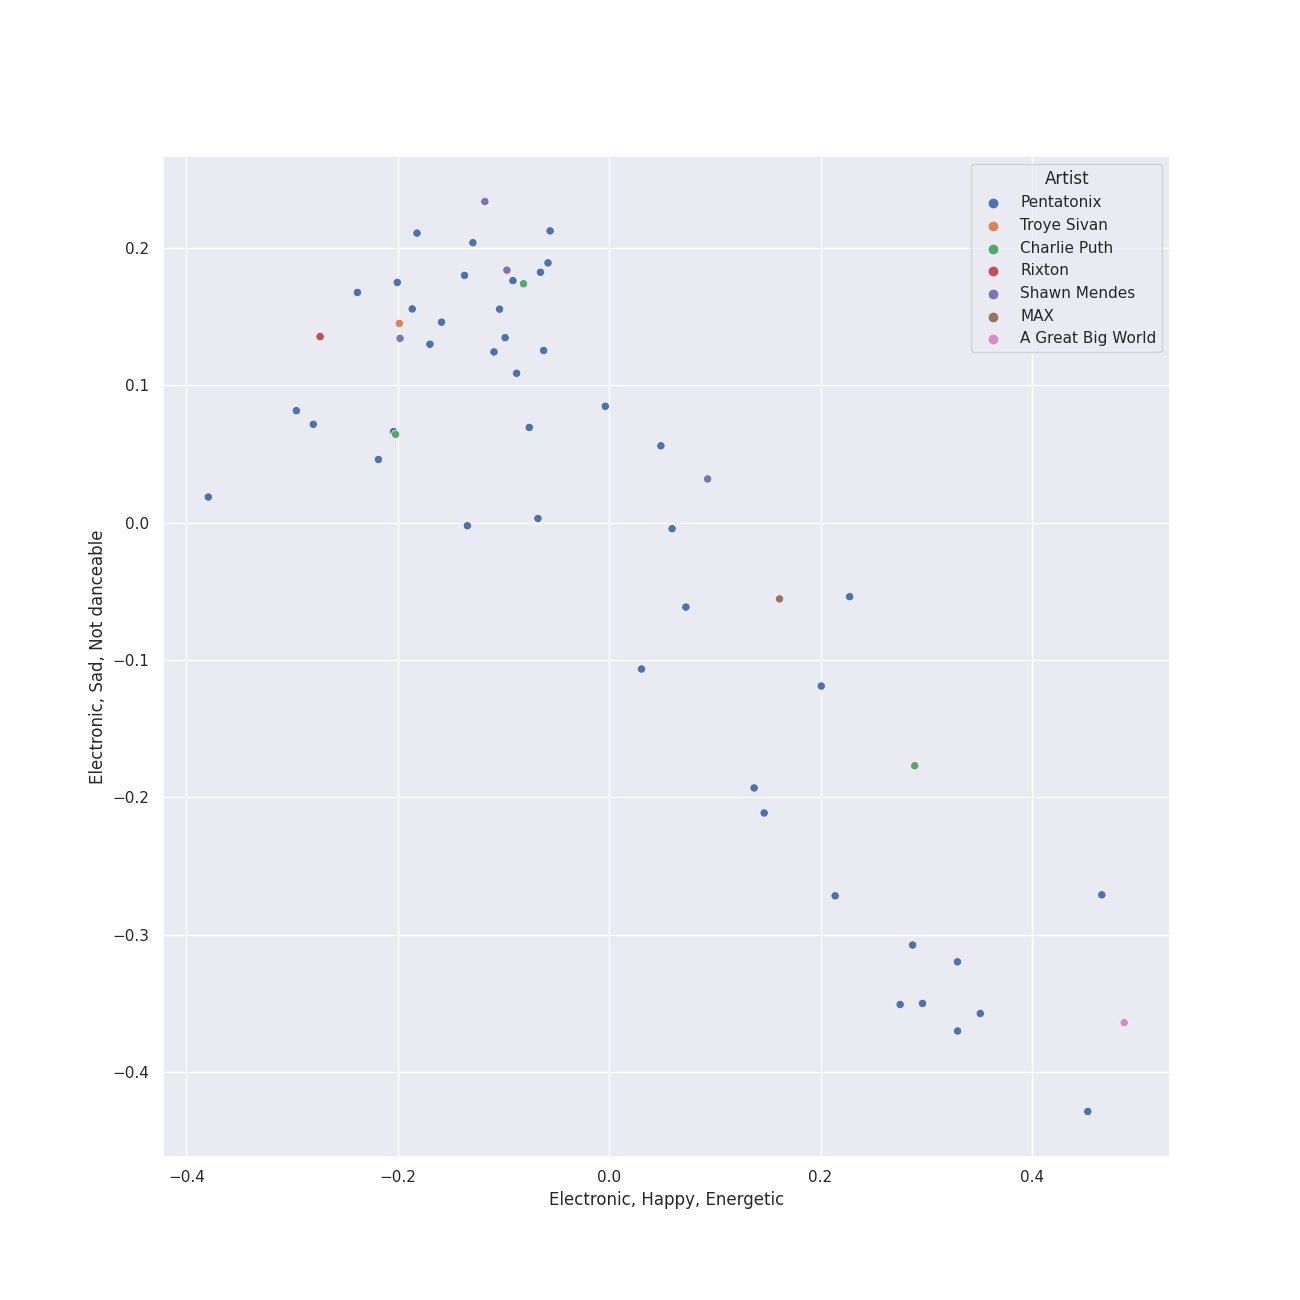 Artist
Pentatonix
Troye Sivan
Charlie Puth
Rixton
Shawn Mendes
MAX
A Great Big World
0.2
0.1
0.0
−0.1
−0.2
−0.3
−0.4
Electronic, Sad, Not danceable
−0.4 −0.2 0.0 0.2 0.4
Electronic, Happy, Energetic